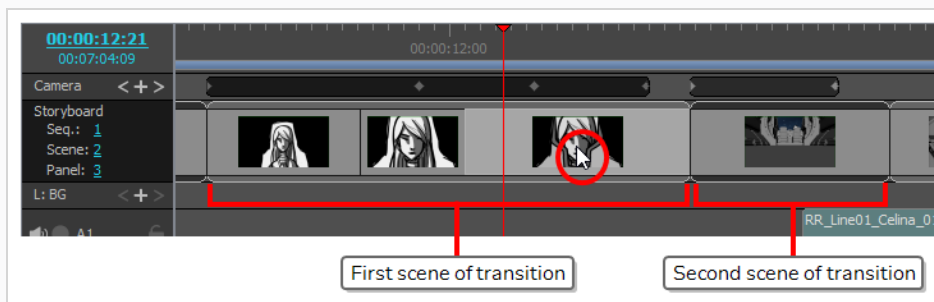 00:00:12:21
00:07:04:09
00:00:12:00
Camera < + >
Storyboard
Seq.: 1
Scene: 2
Panel: 3
L: BG < + >
A1
RR_Line01_Celina_0
First scene of transition
Second scene of transition